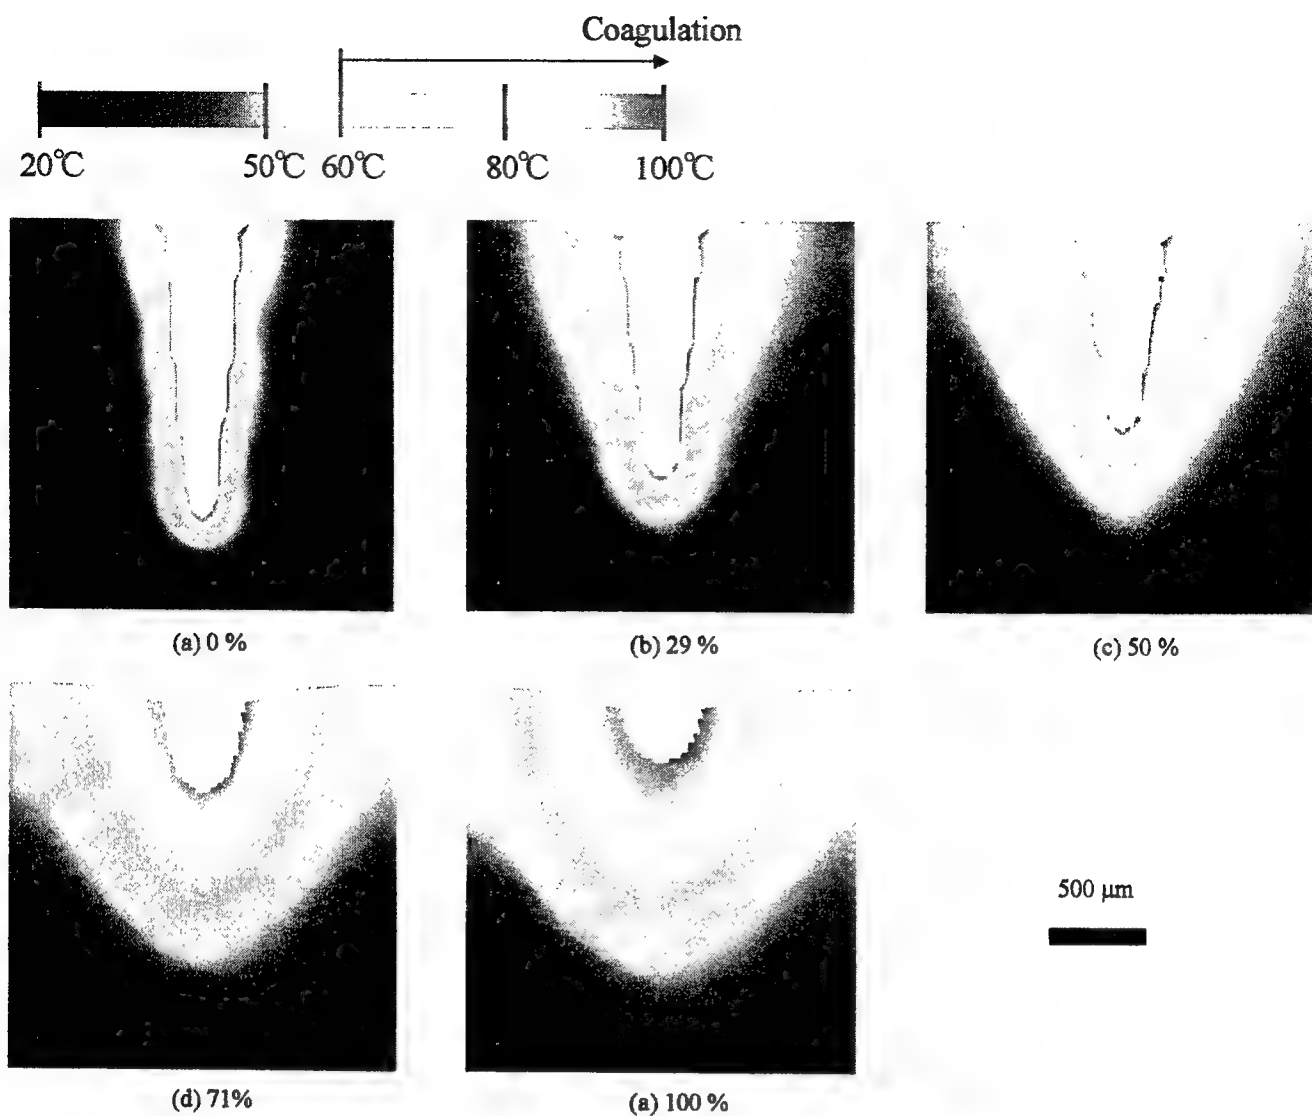 Coagulation
20℃ 50℃ 60℃ 80℃ 100℃
(a) 0 % (b) 29 % (c) 50 %
500 μm
(d) 71% (a) 100 %